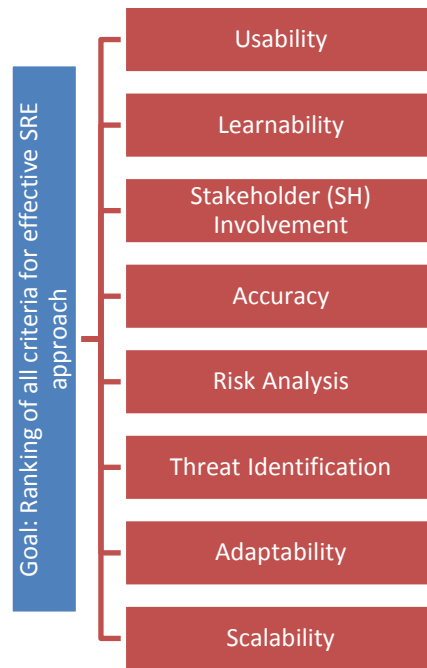 Goal: Ranking of all criteria for effective SRE
approach
Usability
Learnability
Stakeholder (SH)
Involvement
Accuracy
Risk Analysis
Threat Identification
Adaptability
Scalability